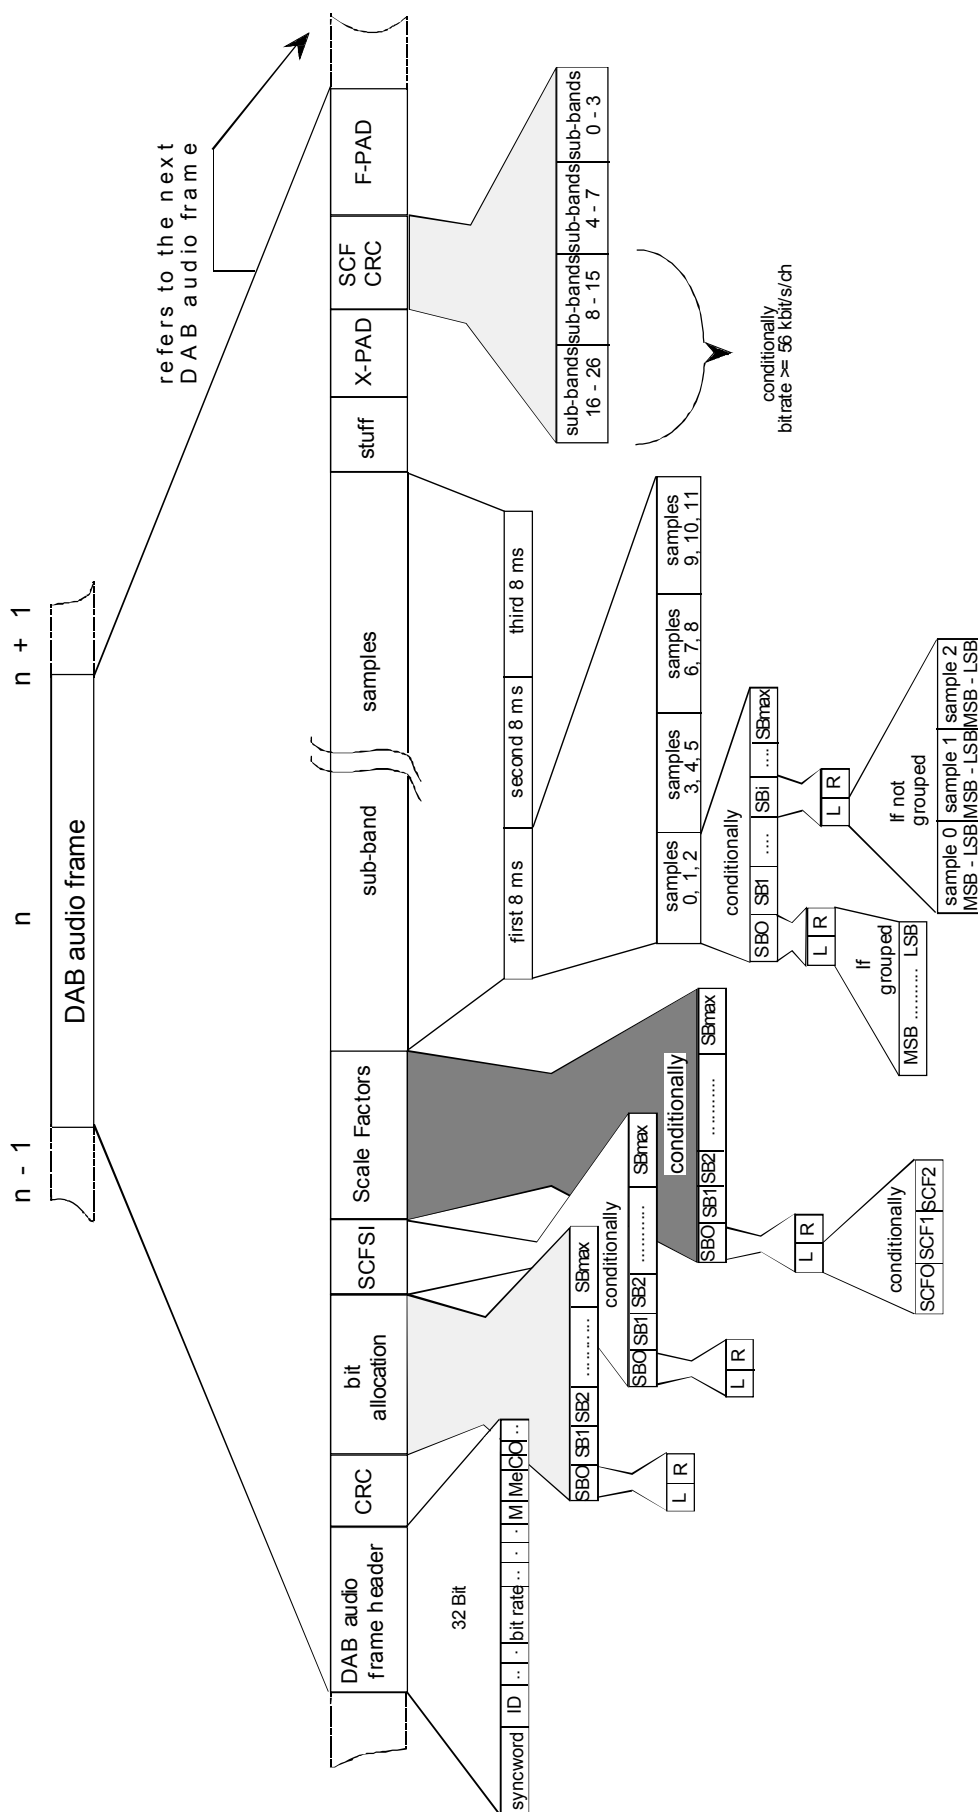 n - 1
n
n + 1
DAB audio frame
refers to the next
DAB audio frame
DAB audio
frame header
CRC
bit
allocation
SCFSI
Scale Factors
sub-band
samples
stuff
X-PAD
SCF
CRC
F-PAD
32 Bit
syncword
ID
..
.
bit rate
..
.
.
M
Me
CO
..
SBO
SB1
SB2
..........
SBmax
L
R
conditionally
SBO
SB1
SB2
..........
SBmax
L
R
conditionally
SBO
SB1
SB2
..........
SBmax
L
R
conditionally
SCFO
SCF1
SCF2
first 8 ms
second 8 ms
third 8 ms
samples
0, 1, 2
samples
3, 4, 5
samples
6, 7, 8
samples
9, 10, 11
conditionally
SBO
SB1
....
SBi
....
SBmax
L
R
L
R
If
grouped
MSB .......... LSB
If not
grouped
sample 0
MSB - LSB
sample 1
MSB - LSB
sample 2
MSB - LSB
sub-bands
16 - 26
sub-bands
8 - 15
sub-bands
4 - 7
sub-bands
0 - 3
conditionally
bitrate >= 56 kbit/s/ch